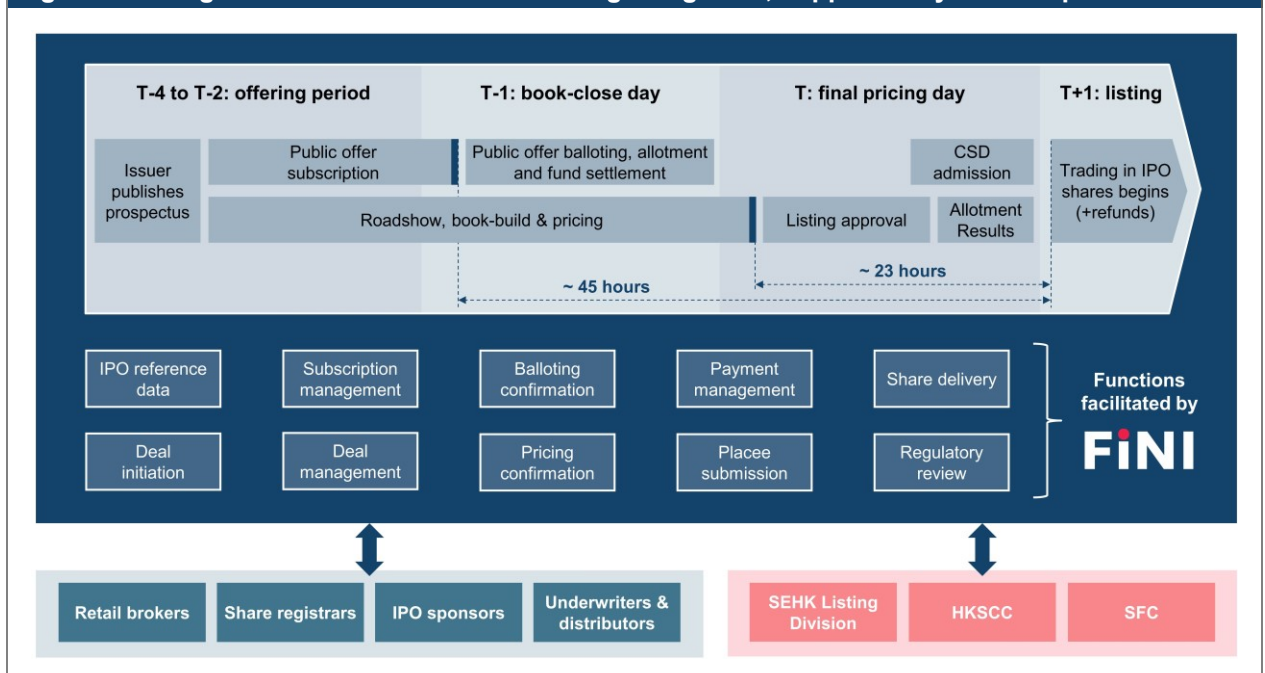 T-4 to T-2: offering period
T-1: book-close day
T: final pricing day
T+1: listing
Issuer
publishes
prospectus
Public offer
subscription
Public offer balloting, allotment
and fund settlement
CSD
admission
Trading in IPO
shares begins
(+refunds)
Roadshow, book-build & pricing
Listing approval
Allotment
Results
~ 23 hours
~ 45 hours
IPO reference
data
Subscription
management
Balloting
confirmation
Payment
management
Share delivery
Deal
initiation
Deal
management
Pricing
confirmation
Placee
submission
Regulatory
review
Functions
facilitated by
FiNI
Retail brokers
Share registrars
IPO sponsors
Underwriters &
distributors
SEHK Listing
Division
HKSCC
SFC